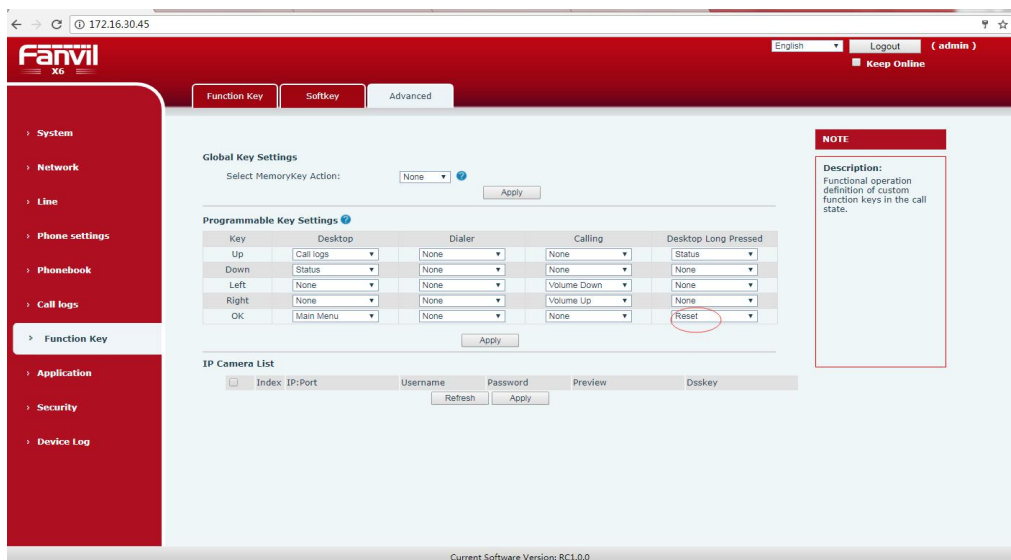 172.16.30.45
Fanvil
X6
English Logout ( admin )
Keep Online
Function Key Softkey Advanced
› System
› Network
› Line
› Phone settings
› Phonebook
› Call logs
› Function Key
› Application
› Security
› Device Log
Global Key Settings
Select MemoryKey Action: None ?
Apply
Programmable Key Settings ?
Key Desktop Dialer Calling Desktop Long Pressed
Up Call logs None None Status
Down Status None None None
Left None None Volume Down None
Right None None Volume Up None
OK Main Menu None None Reset
Apply
IP Camera List
Index IP:Port Username Password Preview Dsskey
Refresh Apply
NOTE
Description:
Functional operation
definition of custom
function keys in the call
state.
Current Software Version: RC1.0.0